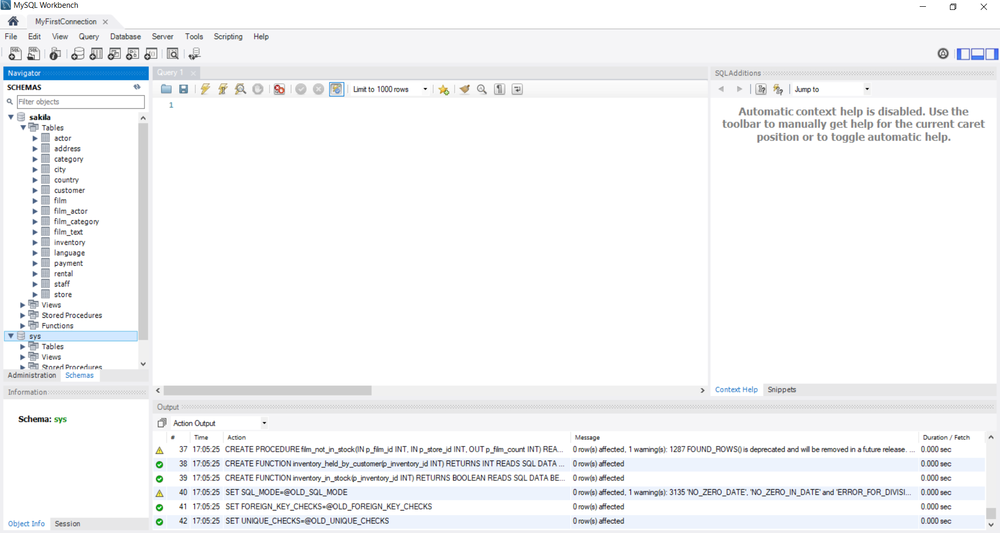 MySQL Workbench
MyFirstConnection
File Edit View Query Database Server Tools Scripting Help
Navigator
SCHEMAS
Filter objects
sakila
Tables
actor
address
category
city
country
customer
film
film_actor
film_category
film_text
inventory
language
payment
rental
staff
store
Views
Stored Procedures
Functions
sys
Tables
Views
Stored Procedures
Administration Schemas
Information
Schema: sys
Object Info Session
Query 1
Limit to 1000 rows
1
SQLAdditions
Jump to
Automatic context help is disabled. Use the
toolbar to manually get help for the current caret
position or to toggle automatic help.
Context Help Snippets
Output
Action Output
# Time Action Message Duration / Fetch
37 17:05:25 CREATE PROCEDURE film_not_in_stock(IN p_film_id INT, IN p_store_id INT, OUT p_film_count INT) REA... 0 row(s) affected, 1 warning(s): 1287 FOUND_ROWS() is deprecated and will be removed in a future release. ... 0.000 sec
38 17:05:25 CREATE FUNCTION inventory_held_by_customer(p_inventory_id INT) RETURNS INT READS SQL DATA ... 0 row(s) affected 0.000 sec
39 17:05:25 CREATE FUNCTION inventory_in_stock(p_inventory_id INT) RETURNS BOOLEAN READS SQL DATA BE... 0 row(s) affected 0.000 sec
40 17:05:25 SET SQL_MODE=@OLD_SQL_MODE 0 row(s) affected, 1 warning(s): 3135 'NO_ZERO_DATE', 'NO_ZERO_IN_DATE' and 'ERROR_FOR_DIVISI... 0.000 sec
41 17:05:25 SET FOREIGN_KEY_CHECKS=@OLD_FOREIGN_KEY_CHECKS 0 row(s) affected 0.000 sec
42 17:05:25 SET UNIQUE_CHECKS=@OLD_UNIQUE_CHECKS 0 row(s) affected 0.000 sec